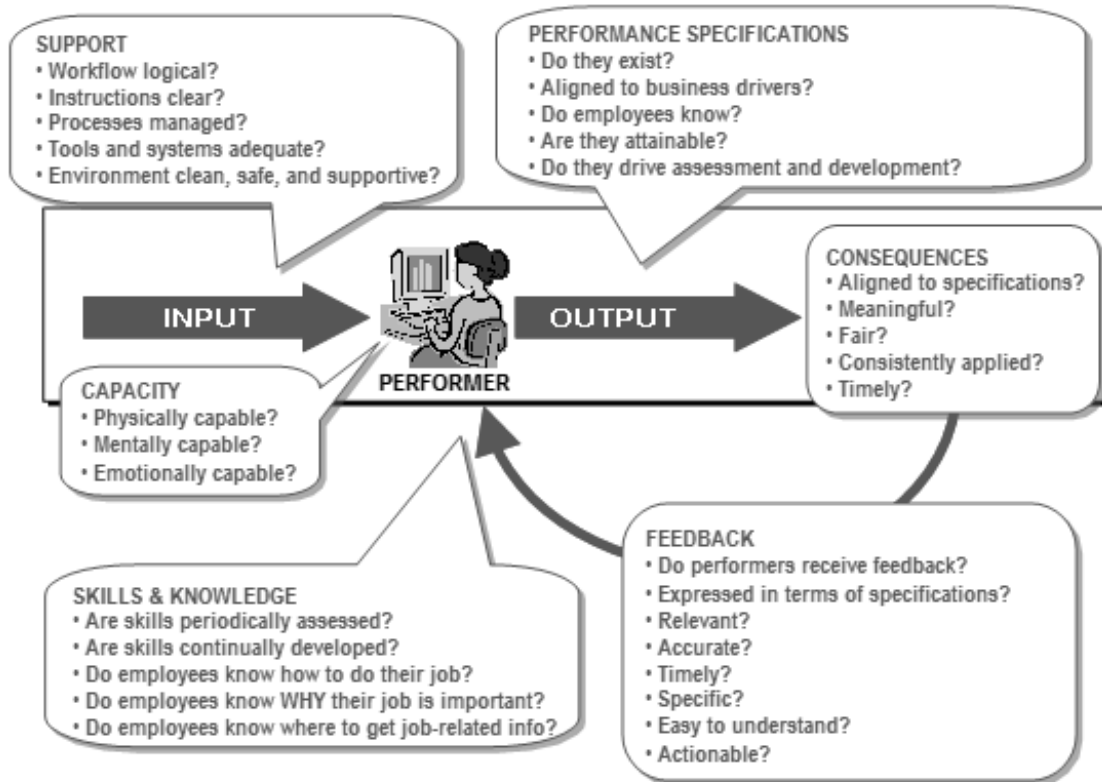 SUPPORT
• Workflow logical?
• Instructions clear?
• Processes managed?
• Tools and systems adequate?
• Environment clean, safe, and supportive?
PERFORMANCE SPECIFICATIONS
• Do they exist?
• Aligned to business drivers?
• Do employees know?
• Are they attainable?
• Do they drive assessment and development?
INPUT
PERFORMER
OUTPUT
CONSEQUENCES
• Aligned to specifications?
• Meaningful?
• Fair?
• Consistently applied?
• Timely?
CAPACITY
• Physically capable?
• Mentally capable?
• Emotionally capable?
SKILLS & KNOWLEDGE
• Are skills periodically assessed?
• Are skills continually developed?
• Do employees know how to do their job?
• Do employees know WHY their job is important?
• Do employees know where to get job-related info?
FEEDBACK
• Do performers receive feedback?
• Expressed in terms of specifications?
• Relevant?
• Accurate?
• Timely?
• Specific?
• Easy to understand?
• Actionable?